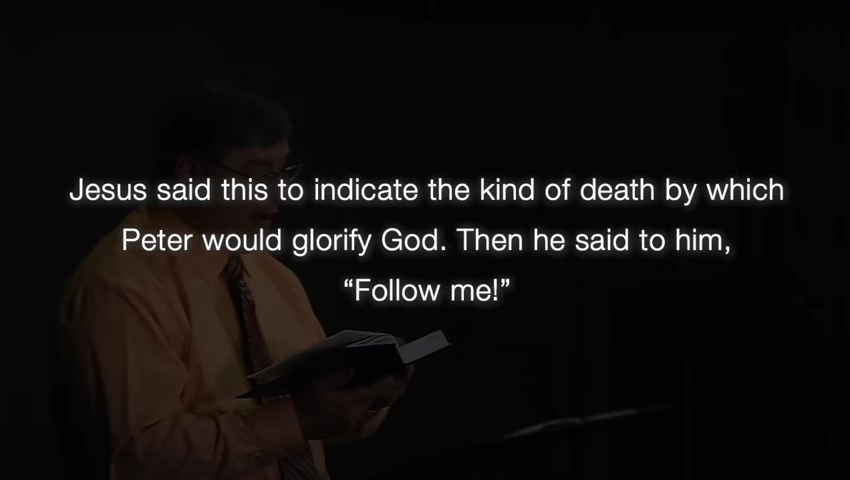 Jesus said this to indicate the kind of death by which
Peter would glorify God. Then he said to him,
“Follow me!”